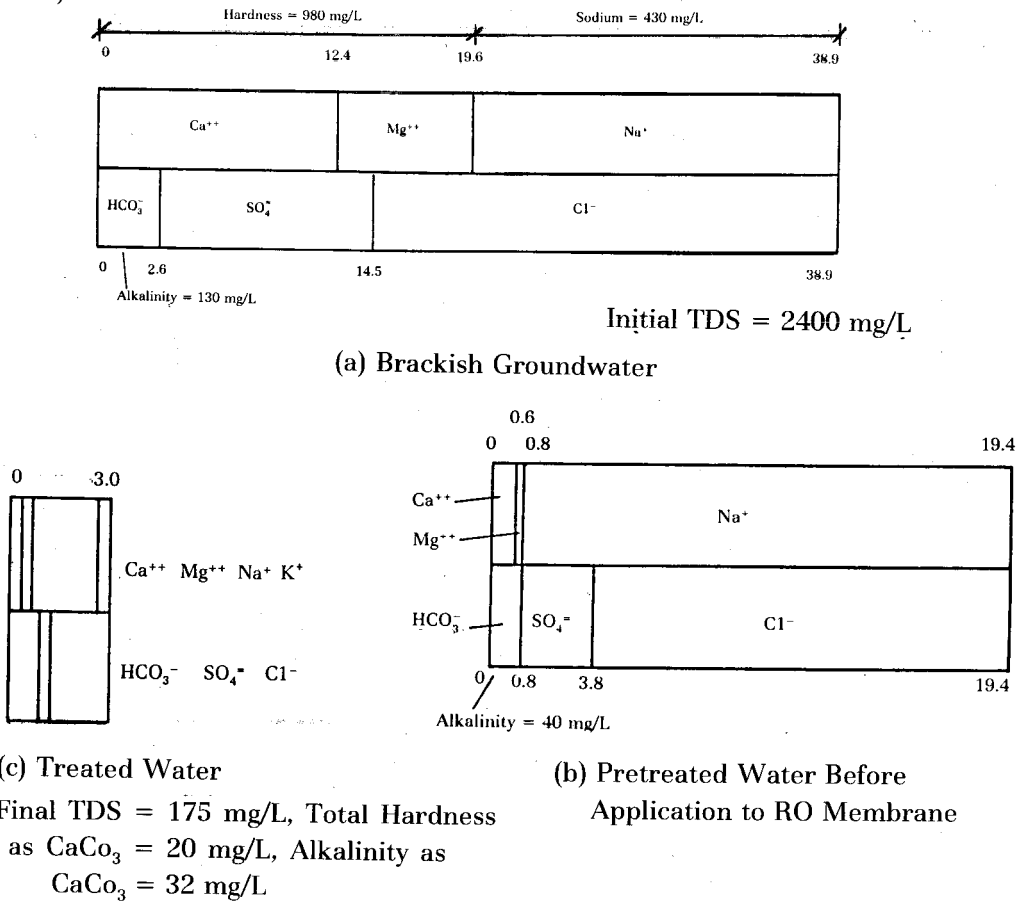 Hardness = 980 mg/L Sodium = 430 mg/L
0 12.4 19.6 38.9
Ca⁺⁺ Mg⁺⁺ Na⁺
HCO₃⁻ SO₄⁼ Cl⁻
0 2.6 14.5 38.9
Alkalinity = 130 mg/L
Initial TDS = 2400 mg/L
(a) Brackish Groundwater
0.6
0 0.8 19.4
Ca⁺⁺
Mg⁺⁺
Na⁺
HCO₃⁻ SO₄⁼ Cl⁻
0 0.8 3.8 19.4
Alkalinity = 40 mg/L
(b) Pretreated Water Before
Application to RO Membrane
0 3.0
Ca⁺⁺ Mg⁺⁺ Na⁺ K⁺
HCO₃⁻ SO₄⁼ Cl⁻
(c) Treated Water
Final TDS = 175 mg/L, Total Hardness
as CaCo₃ = 20 mg/L, Alkalinity as
CaCo₃ = 32 mg/L